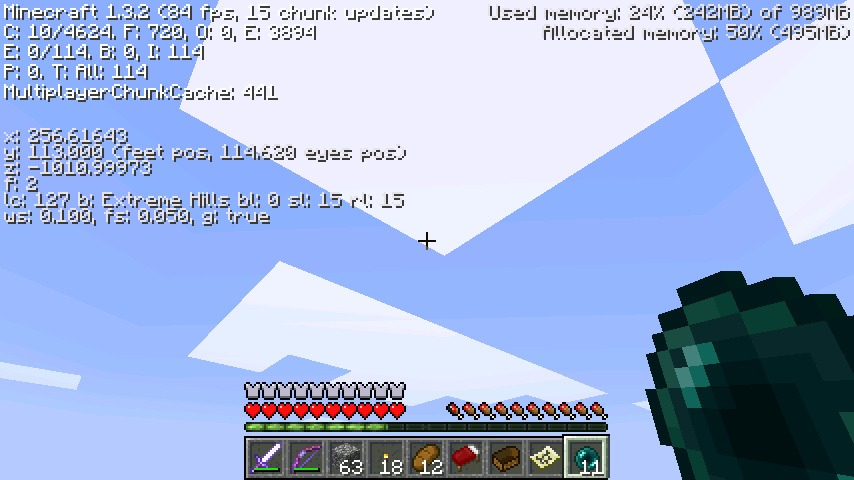 Minecraft 1.3.2 (84 fps, 15 chunk updates)
C: 10/4624, F: 720, O: 0, E: 3894
E: 0/114, B: 0, I: 114
P: 0, T: All: 114
MultiplayerChunkCache: 441
x: 256.61643
y: 113.000 (feet pos, 114.620 eyes pos)
z: -1010.99973
f: 2
lc: 127 b: Extreme Hills bl: 0 sl: 15 rl: 15
ws: 0.100, fs: 0.050, g: true
Used memory: 24% (242MB) of 989MB
Allocated memory: 50% (495MB)
63 18 12 11